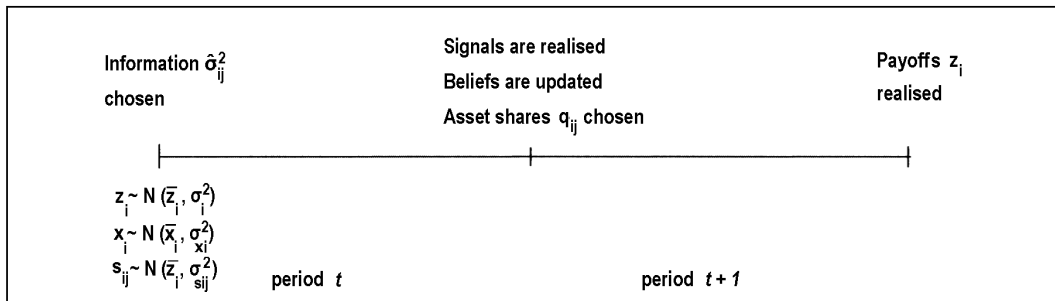 Information σ̂²ij
chosen
Signals are realised
Beliefs are updated
Asset shares qij chosen
Payoffs zi
realised
zi ~ N (z̄i, σ²i)
xi ~ N (x̄i, σ²xi)
sij ~ N (z̄i, σ²sij)
period t
period t + 1